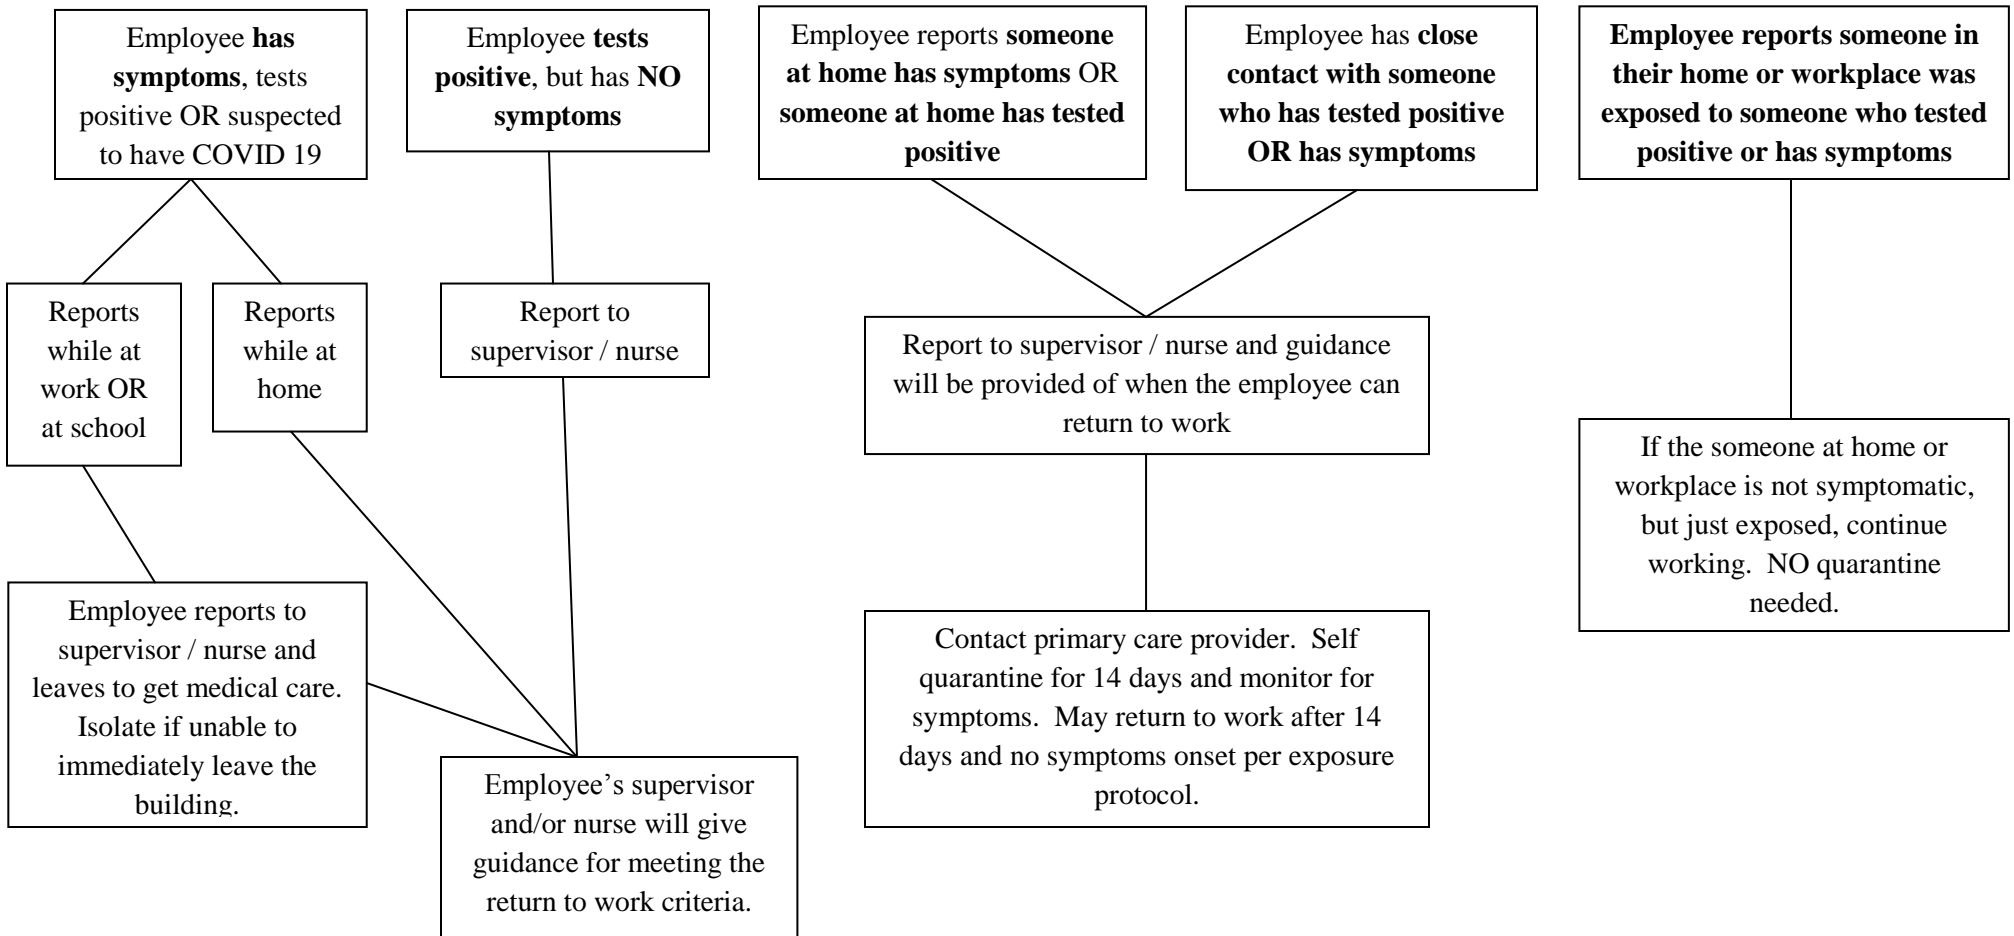 Employee has
symptoms, tests
positive OR suspected
to have COVID 19
Employee tests
positive, but has NO
symptoms
Employee reports someone
at home has symptoms OR
someone at home has tested
positive
Employee has close
contact with someone
who has tested positive
OR has symptoms
Employee reports someone in
their home or workplace was
exposed to someone who tested
positive or has symptoms
Reports
while at
work OR
at school
Reports
while at
home
Report to
supervisor / nurse
Report to supervisor / nurse and guidance
will be provided of when the employee can
return to work
If the someone at home or
workplace is not symptomatic,
but just exposed, continue
working.  NO quarantine
needed.
Employee reports to
supervisor / nurse and
leaves to get medical care.
Isolate if unable to
immediately leave the
building.
Employee’s supervisor
and/or nurse will give
guidance for meeting the
return to work criteria.
Contact primary care provider.  Self
quarantine for 14 days and monitor for
symptoms.  May return to work after 14
days and no symptoms onset per exposure
protocol.